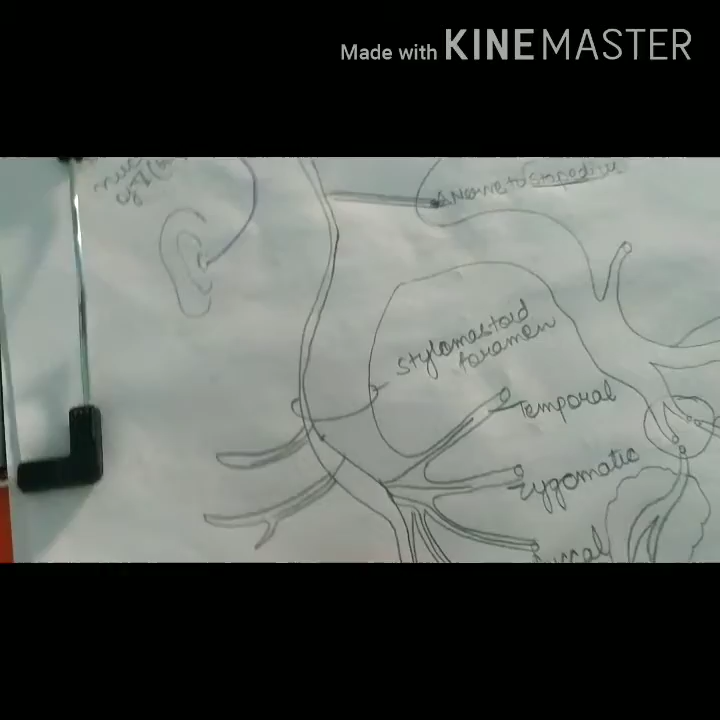 Made with KINEMASTER
Nerve to Stapedius
Stylomastoid
foramen
Temporal
Zygomatic